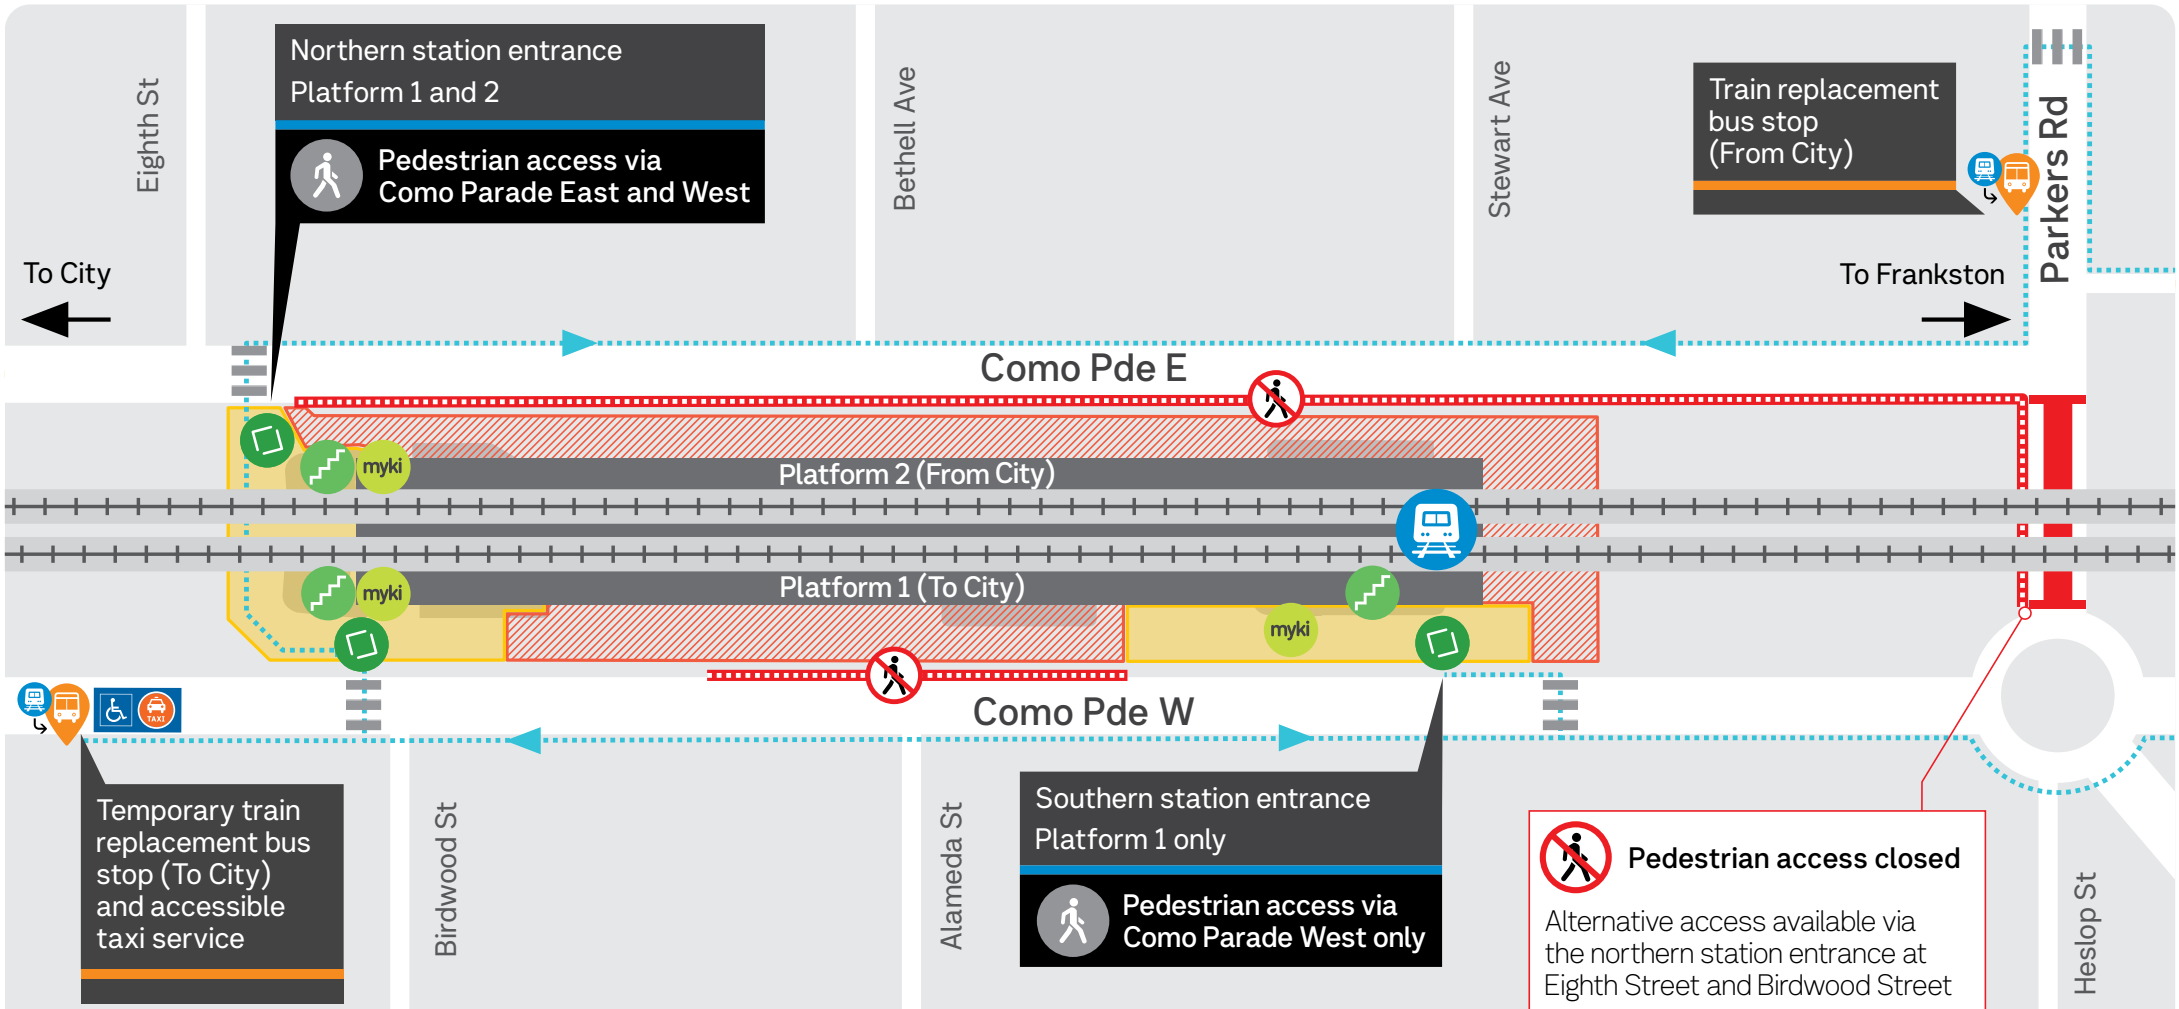 Northern station entrance
Platform 1 and 2
Pedestrian access via
Como Parade East and West
Eighth St
Bethell Ave
Stewart Ave
Train replacement
bus stop
(From City)
Parkers Rd
To City
To Frankston
Como Pde E
myki
Platform 2 (From City)
myki
Platform 1 (To City)
myki
TAXI
Como Pde W
Temporary train
replacement bus
stop (To City)
and accessible
taxi service
Birdwood St
Alameda St
Southern station entrance
Platform 1 only
Pedestrian access via
Como Parade West only
Pedestrian access closed
Alternative access available via
the northern station entrance at
Eighth Street and Birdwood Street
Heslop St